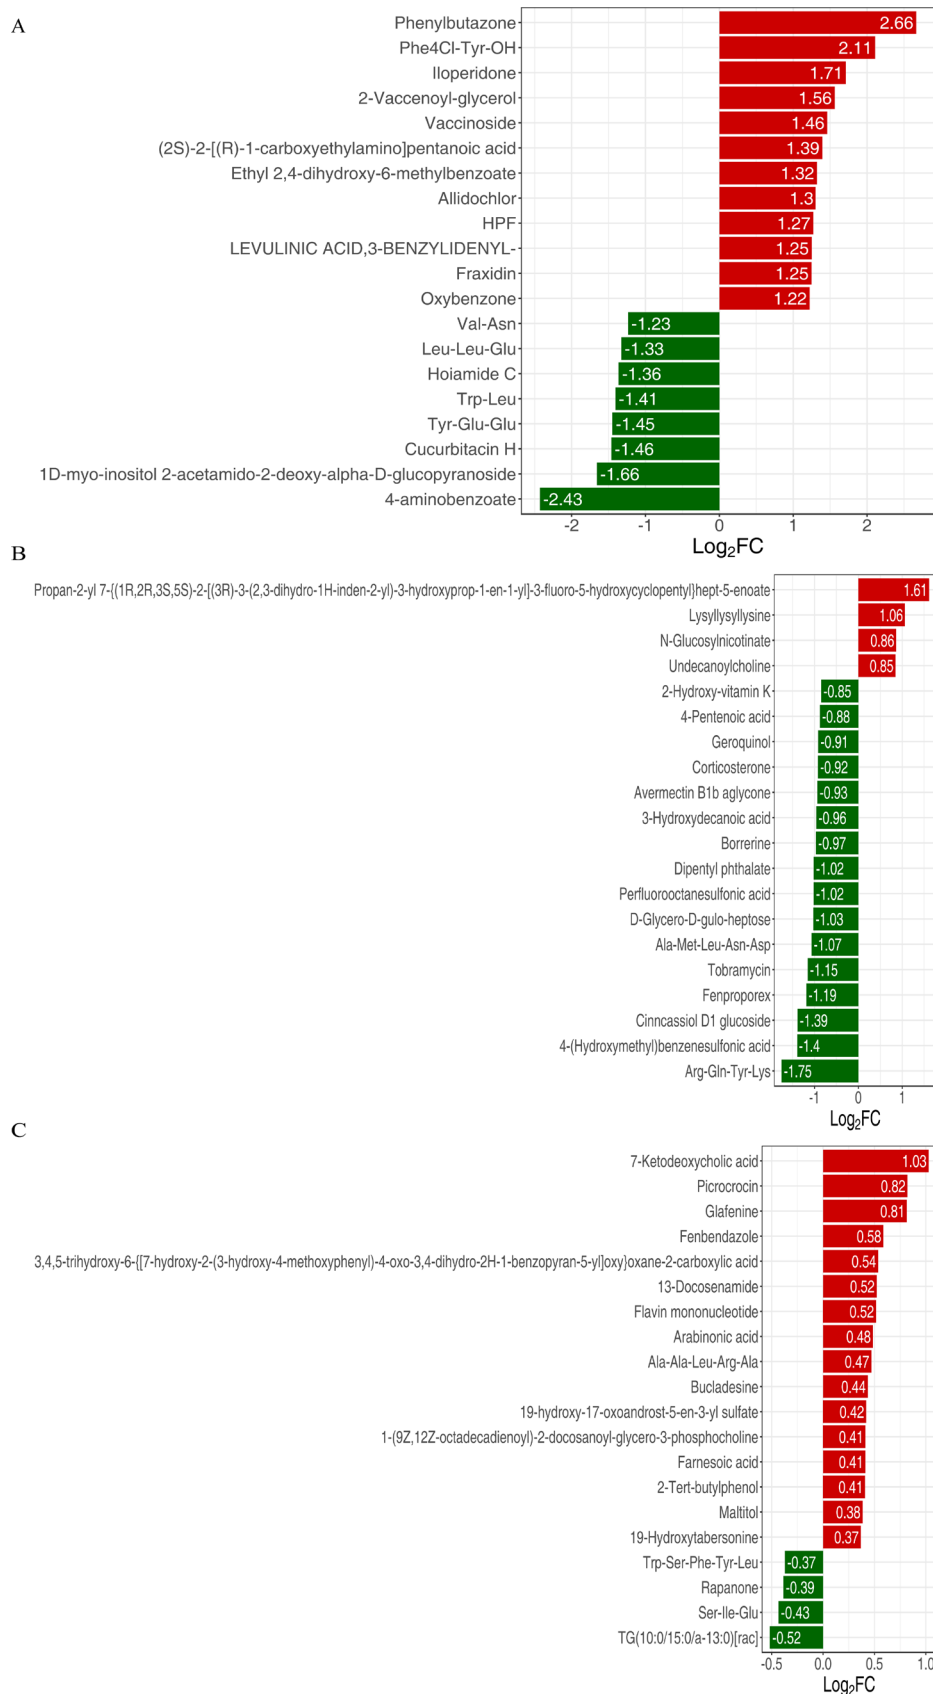 A
Phenylbutazone 2.66
Phe4Cl-Tyr-OH 2.11
Iloperidone 1.71
2-Vaccenoyl-glycerol 1.56
Vaccinoside 1.46
(2S)-2-[(R)-1-carboxyethylamino]pentanoic acid 1.39
Ethyl 2,4-dihydroxy-6-methylbenzoate 1.32
Allidochlor 1.3
HPF 1.27
LEVULINIC ACID,3-BENZYLIDENYL- 1.25
Fraxidin 1.25
Oxybenzone 1.22
Val-Asn -1.23
Leu-Leu-Glu -1.33
Hoiamide C -1.36
Trp-Leu -1.41
Tyr-Glu-Glu -1.45
Cucurbitacin H -1.46
1D-myo-inositol 2-acetamido-2-deoxy-alpha-D-glucopyranoside -1.66
4-aminobenzoate -2.43
-2 -1 0 1 2
Log2FC
B
Propan-2-yl 7-{(1R,2R,3S,5S)-2-[(3R)-3-(2,3-dihydro-1H-inden-2-yl)-3-hydroxyprop-1-en-1-yl]-3-fluoro-5-hydroxycyclopentyl}hept-5-enoate 1.61
Lysyllysyllysine 1.06
N-Glucosylnicotinate 0.86
Undecanoylcholine 0.85
2-Hydroxy-vitamin K -0.85
4-Pentenoic acid -0.88
Geroquinol -0.91
Corticosterone -0.92
Avermectin B1b aglycone -0.93
3-Hydroxydecanoic acid -0.96
Borrerine -0.97
Dipentyl phthalate -1.02
Perfluorooctanesulfonic acid -1.02
D-Glycero-D-gulo-heptose -1.03
Ala-Met-Leu-Asn-Asp -1.07
Tobramycin -1.15
Fenproporex -1.19
Cinncassiol D1 glucoside -1.39
4-(Hydroxymethyl)benzenesulfonic acid -1.4
Arg-Gln-Tyr-Lys -1.75
-1 0 1
Log2FC
C
7-Ketodeoxycholic acid 1.03
Picrocrocin 0.82
Glafenine 0.81
Fenbendazole 0.58
3,4,5-trihydroxy-6-{[7-hydroxy-2-(3-hydroxy-4-methoxyphenyl)-4-oxo-3,4-dihydro-2H-1-benzopyran-5-yl]oxy}oxane-2-carboxylic acid 0.54
13-Docosenamide 0.52
Flavin mononucleotide 0.52
Arabinonic acid 0.48
Ala-Ala-Leu-Arg-Ala 0.47
Bucladesine 0.44
19-hydroxy-17-oxoandrost-5-en-3-yl sulfate 0.42
1-(9Z,12Z-octadecadienoyl)-2-docosanoyl-glycero-3-phosphocholine 0.41
Farnesoic acid 0.41
2-Tert-butylphenol 0.41
Maltitol 0.38
19-Hydroxytabersonine 0.37
Trp-Ser-Phe-Tyr-Leu -0.37
Rapanone -0.39
Ser-Ile-Glu -0.43
TG(10:0/15:0/a-13:0)[rac] -0.52
-0.5 0.0 0.5 1.0
Log2FC